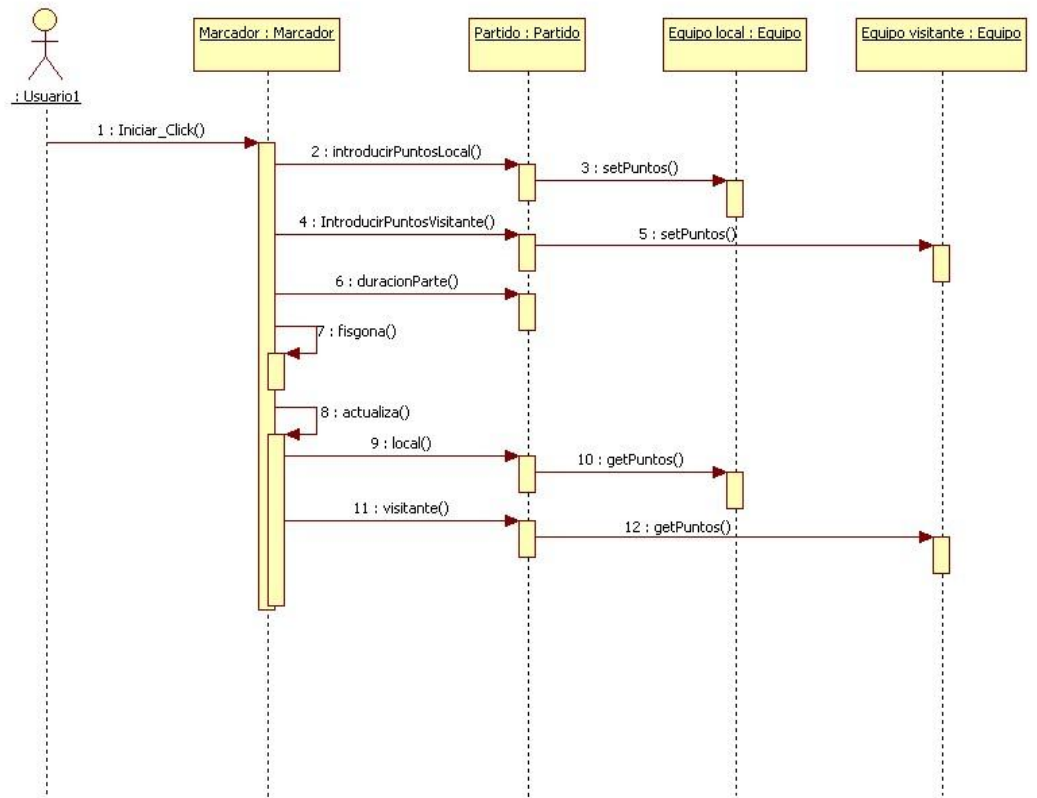 Marcador : Marcador
Partido : Partido
Equipo local : Equipo
Equipo visitante : Equipo
: Usuario1
1 : Iniciar_Click()
2 : introducirPuntosLocal()
3 : setPuntos()
4 : IntroducirPuntosVisitante()
5 : setPuntos()
6 : duracionParte()
7 : fisgona()
8 : actualiza()
9 : local()
10 : getPuntos()
11 : visitante()
12 : getPuntos()